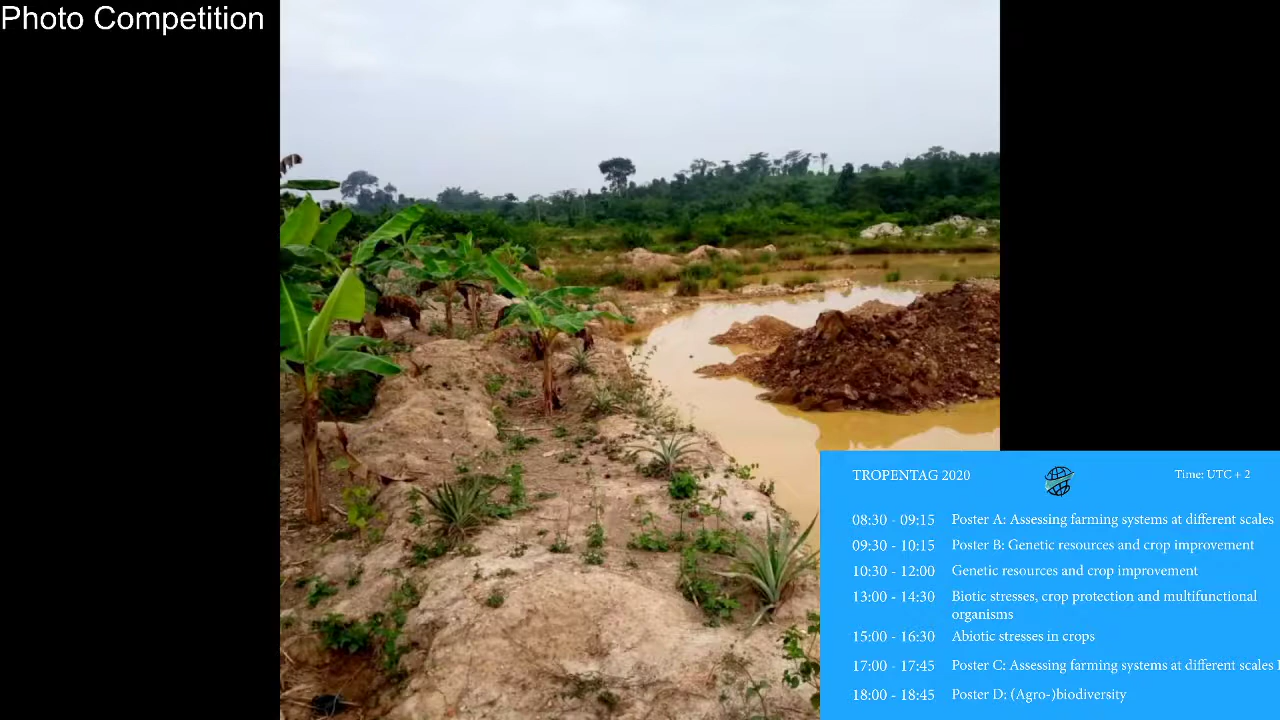 Photo Competition
TROPENTAG 2020
Time: UTC + 2
08:30 - 09:15 Poster A: Assessing farming systems at different scales
09:30 - 10:15 Poster B: Genetic resources and crop improvement
10:30 - 12:00 Genetic resources and crop improvement
13:00 - 14:30 Biotic stresses, crop protection and multifunctional
organisms
15:00 - 16:30 Abiotic stresses in crops
17:00 - 17:45 Poster C: Assessing farming systems at different scales
18:00 - 18:45 Poster D: (Agro-)biodiversity